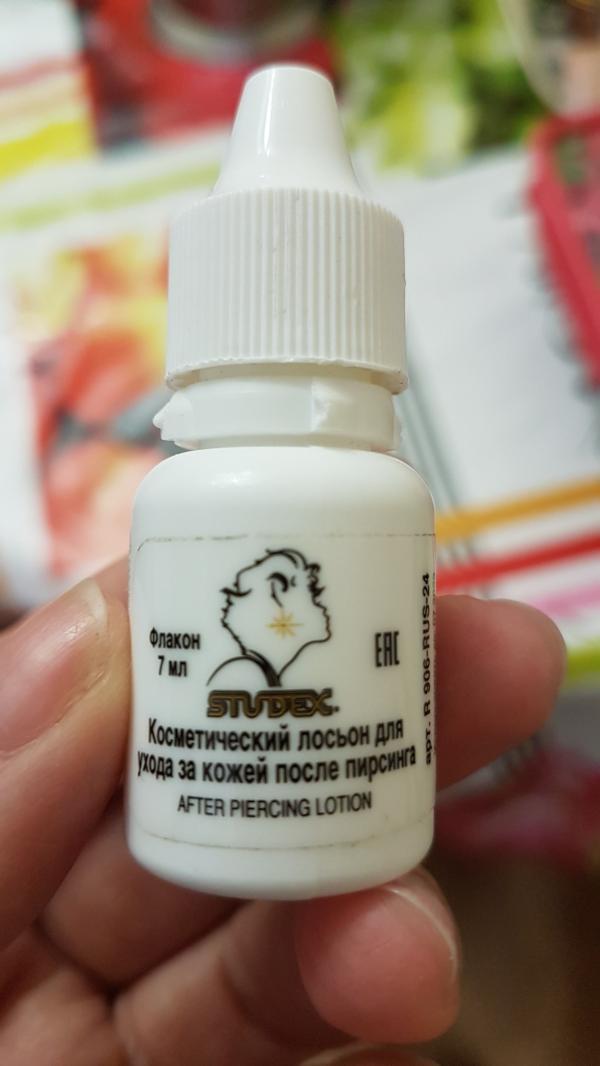 Флакон
7 мл
EAC
STUDEX®
Косметический лосьон для
ухода за кожей после пирсинга
AFTER PIERCING LOTION
арт. R 906-RUS-24